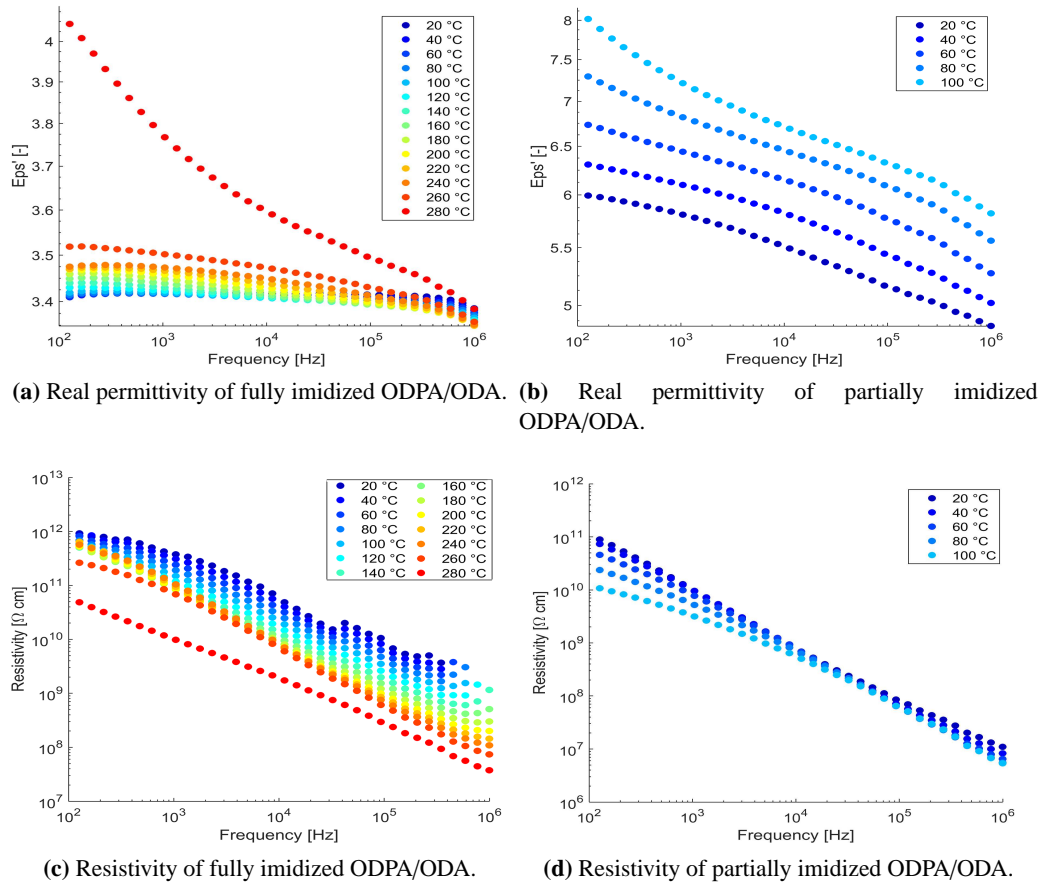 4
3.9
3.8
3.7
3.6
3.5
3.4
Eps' [-]
10² 10³ 10⁴ 10⁵ 10⁶
Frequency [Hz]
20 °C
40 °C
60 °C
80 °C
100 °C
120 °C
140 °C
160 °C
180 °C
200 °C
220 °C
240 °C
260 °C
280 °C
8
7.5
7
6.5
6
5.5
5
Eps' [-]
10² 10³ 10⁴ 10⁵ 10⁶
Frequency [Hz]
20 °C
40 °C
60 °C
80 °C
100 °C
(a) Real permittivity of fully imidized ODPA/ODA.
(b) Real permittivity of partially imidized
ODPA/ODA.
10¹³
10¹²
10¹¹
10¹⁰
10⁹
10⁸
10⁷
Resistivity [Ω cm]
10² 10³ 10⁴ 10⁵ 10⁶
Frequency [Hz]
20 °C
40 °C
60 °C
80 °C
100 °C
120 °C
140 °C
160 °C
180 °C
200 °C
220 °C
240 °C
260 °C
280 °C
10¹²
10¹¹
10¹⁰
10⁹
10⁸
10⁷
10⁶
Resistivity [Ω cm]
10² 10³ 10⁴ 10⁵ 10⁶
Frequency [Hz]
20 °C
40 °C
60 °C
80 °C
100 °C
(c) Resistivity of fully imidized ODPA/ODA.
(d) Resistivity of partially imidized ODPA/ODA.